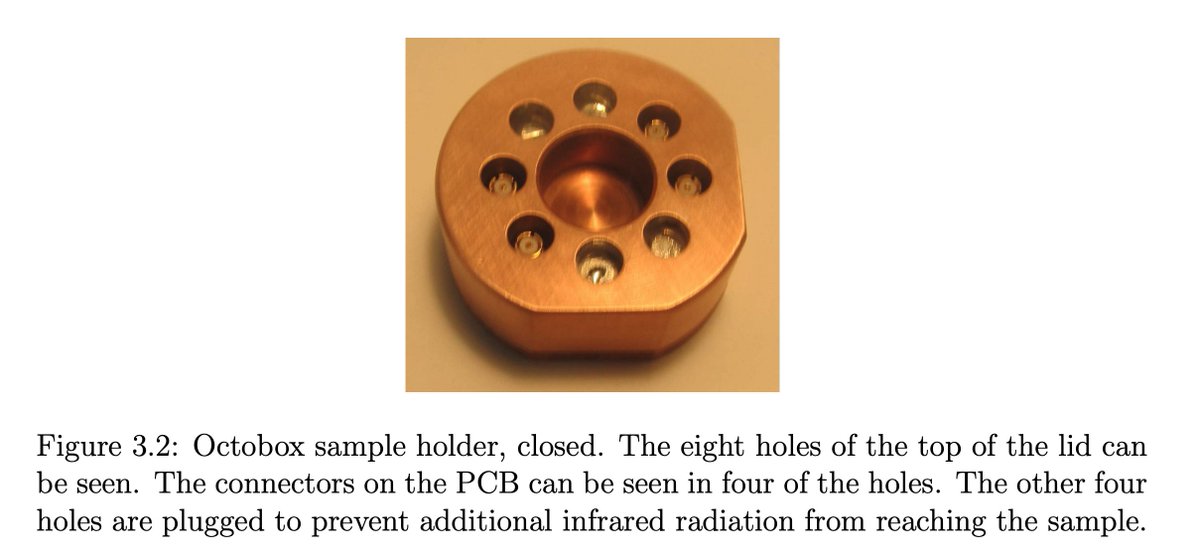 Figure 3.2: Octobox sample holder, closed. The eight holes of the top of the lid can
be seen. The connectors on the PCB can be seen in four of the holes. The other four
holes are plugged to prevent additional infrared radiation from reaching the sample.